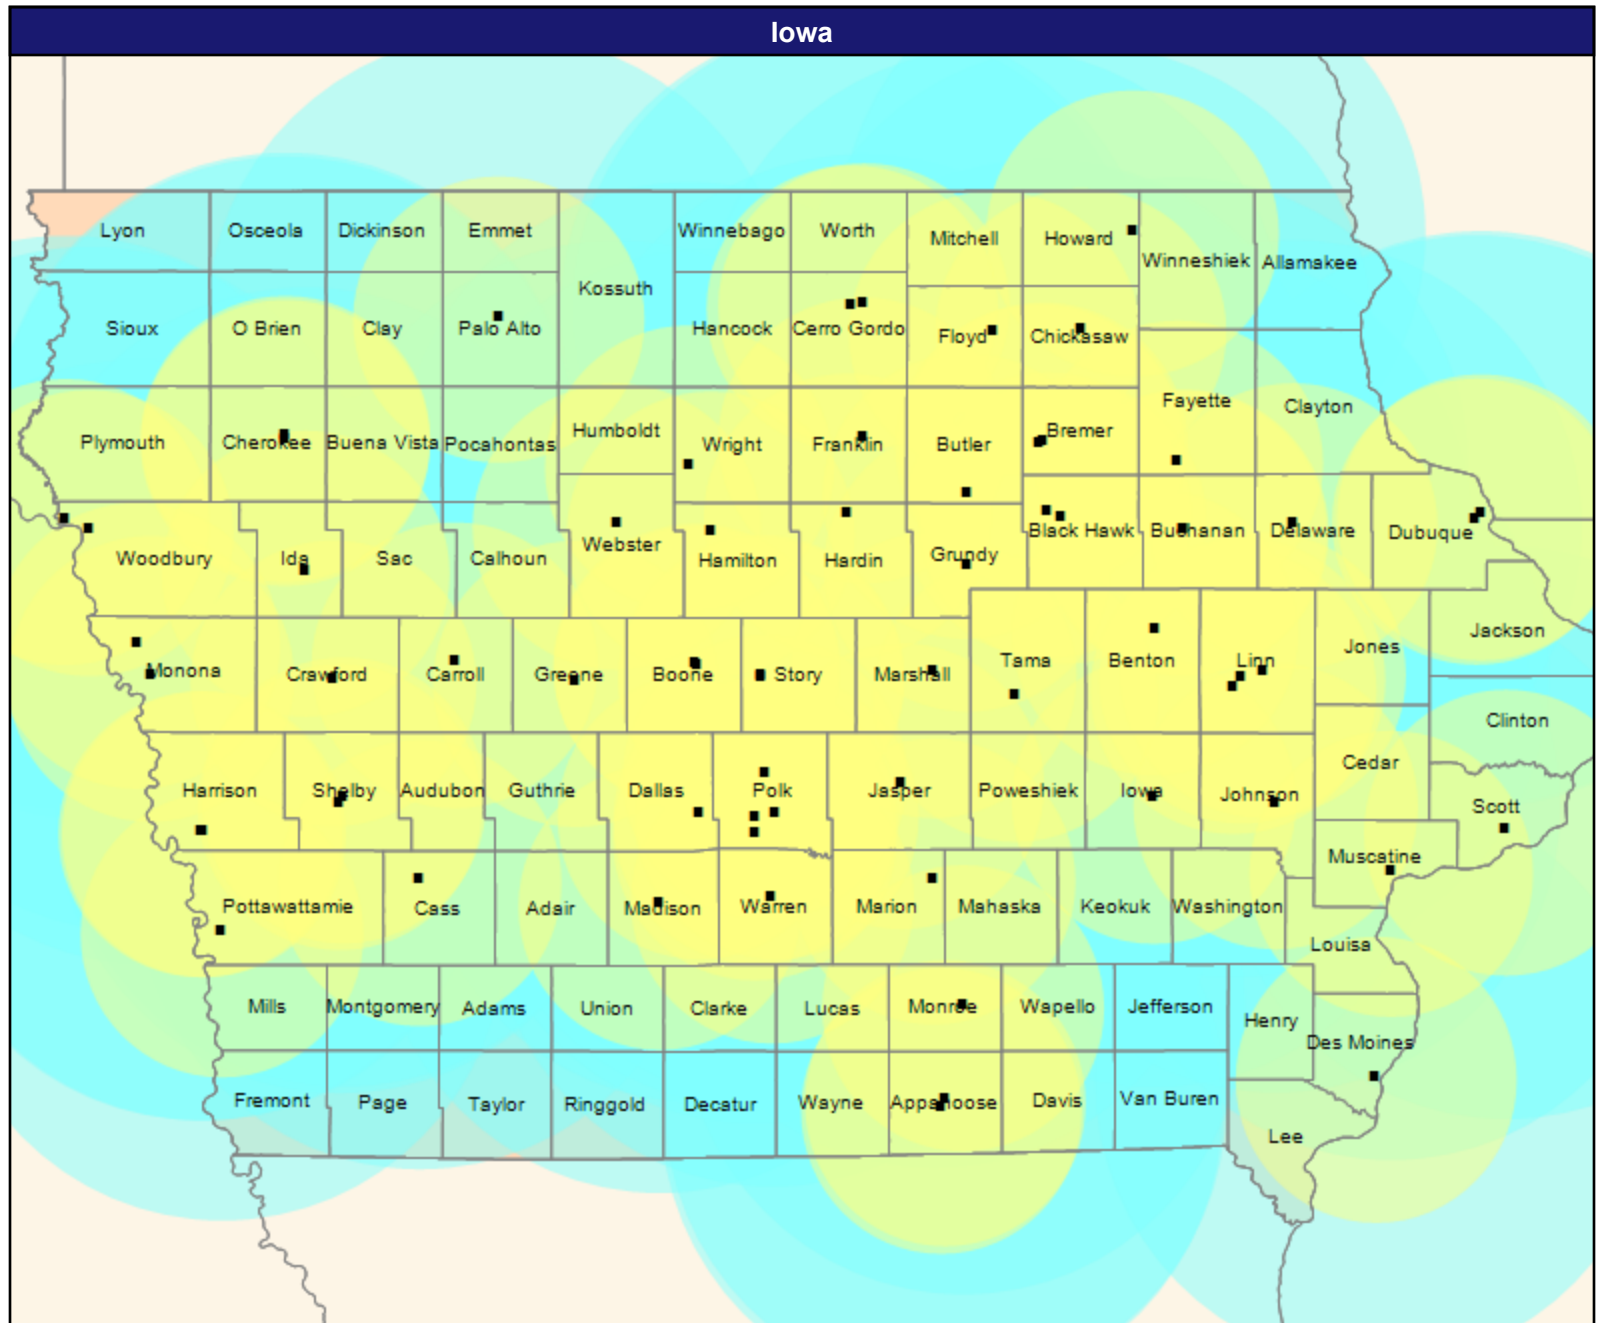 Iowa
Lyon
Osceola
Dickinson
Emmet
Winnebago
Worth
Mitchell
Howard
Winneshiek
Allamakee
Kossuth
Sioux
O Brien
Clay
Palo Alto
Hancock
Cerro Gordo
Floyd
Chickasaw
Fayette
Clayton
Plymouth
Cherokee
Buena Vista
Pocahontas
Humboldt
Wright
Franklin
Butler
Bremer
Woodbury
Ida
Sac
Calhoun
Webster
Hamilton
Hardin
Grundy
Black Hawk
Buchanan
Delaware
Dubuque
Monona
Crawford
Carroll
Greene
Boone
Story
Marshall
Tama
Benton
Linn
Jones
Jackson
Clinton
Harrison
Shelby
Audubon
Guthrie
Dallas
Polk
Jasper
Poweshiek
Iowa
Johnson
Cedar
Scott
Muscatine
Pottawattamie
Cass
Adair
Madison
Warren
Marion
Mahaska
Keokuk
Washington
Louisa
Mills
Montgomery
Adams
Union
Clarke
Lucas
Monroe
Wapello
Jefferson
Henry
Des Moines
Fremont
Page
Taylor
Ringgold
Decatur
Wayne
Appanoose
Davis
Van Buren
Lee